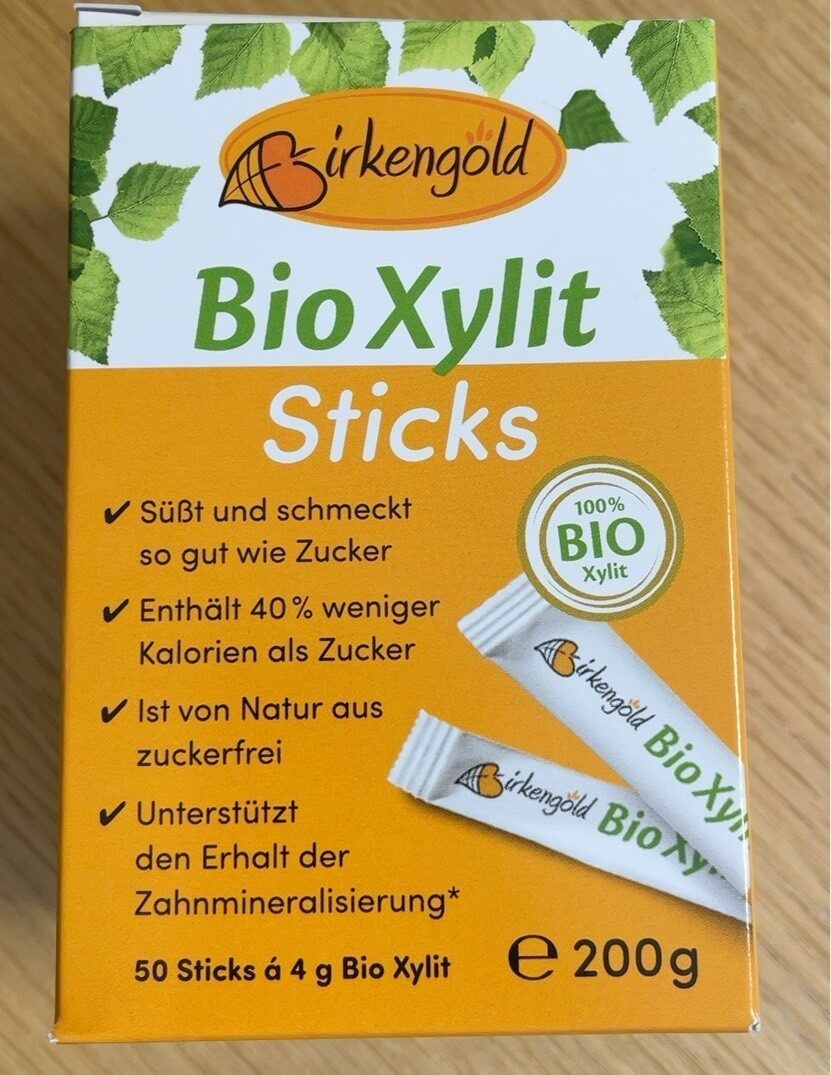 Birkengold
Bio Xylit
Sticks
✔ Süßt und schmeckt
so gut wie Zucker
✔ Enthält 40 % weniger
Kalorien als Zucker
✔ Ist von Natur aus
zuckerfrei
✔ Unterstützt
den Erhalt der
Zahnmineralisierung*
50 Sticks á 4 g Bio Xylit
℮ 200g
100%
BIO
Xylit
Birkengold Bio Xyli
Birkengold Bio Xy